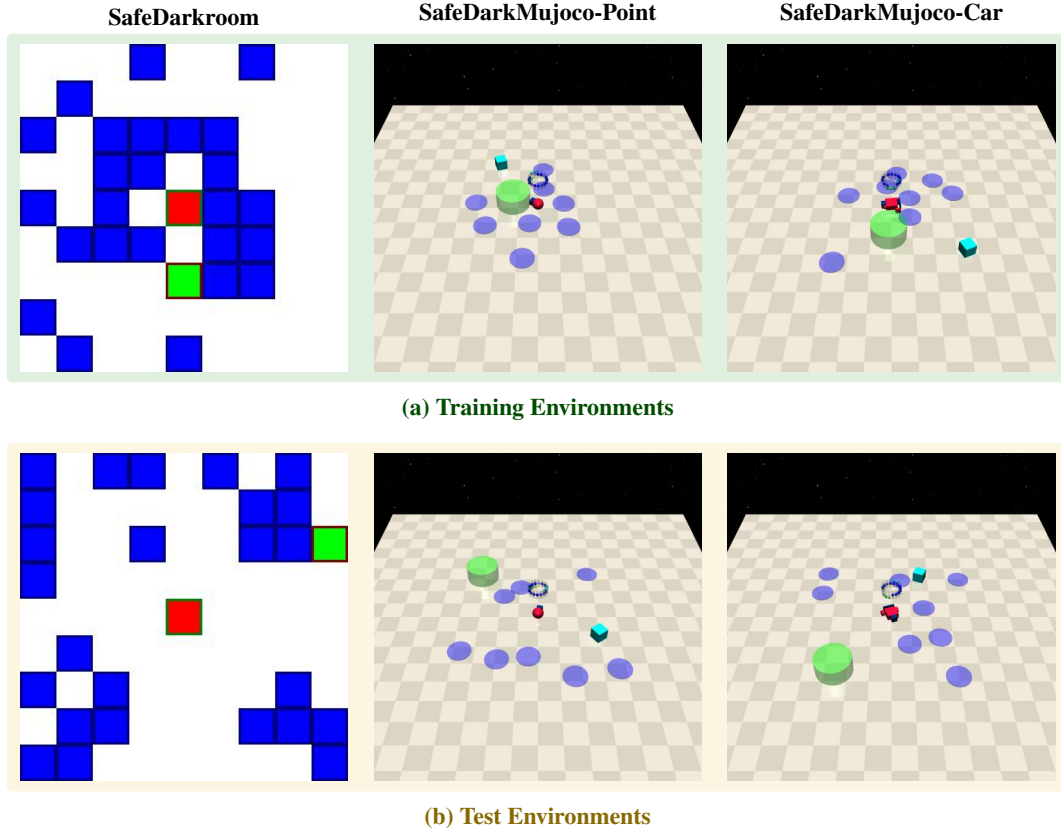 SafeDarkroom
SafeDarkMujoco-Point
SafeDarkMujoco-Car
(a) Training Environments
(b) Test Environments